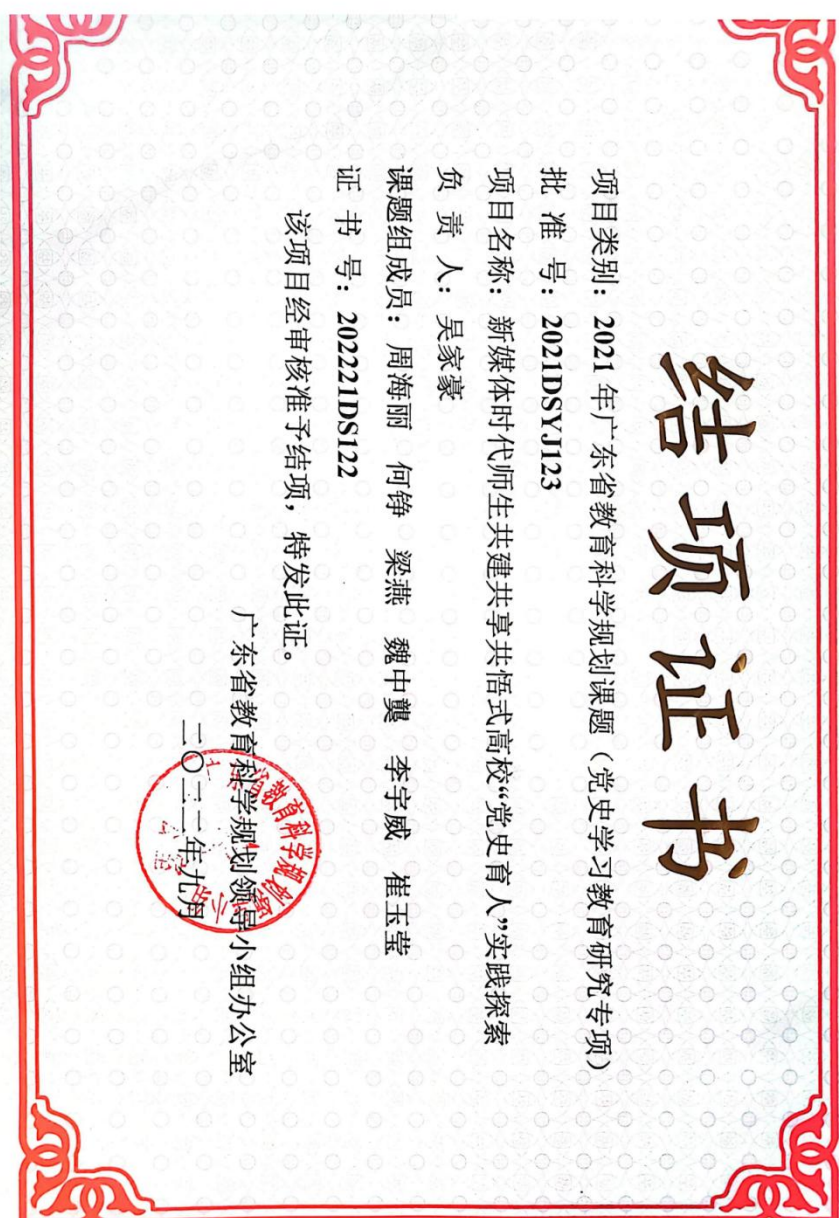 结项证书
项目类别：2021 年广东省教育科学规划课题（党史学习教育研究专项）
批 准 号：2021DSYJ123
项目名称：新媒体时代师生共建共享共悟式高校“党史育人”实践探索
负 责 人：吴家豪
课题组成员：周海丽 何铮 梁燕 魏中龑 李宇威 崔玉莹
证 书 号：202221DS122
该项目经审核准予结项，特发此证。
广东省教育科学规划领导小组办公室
二〇二二年九月